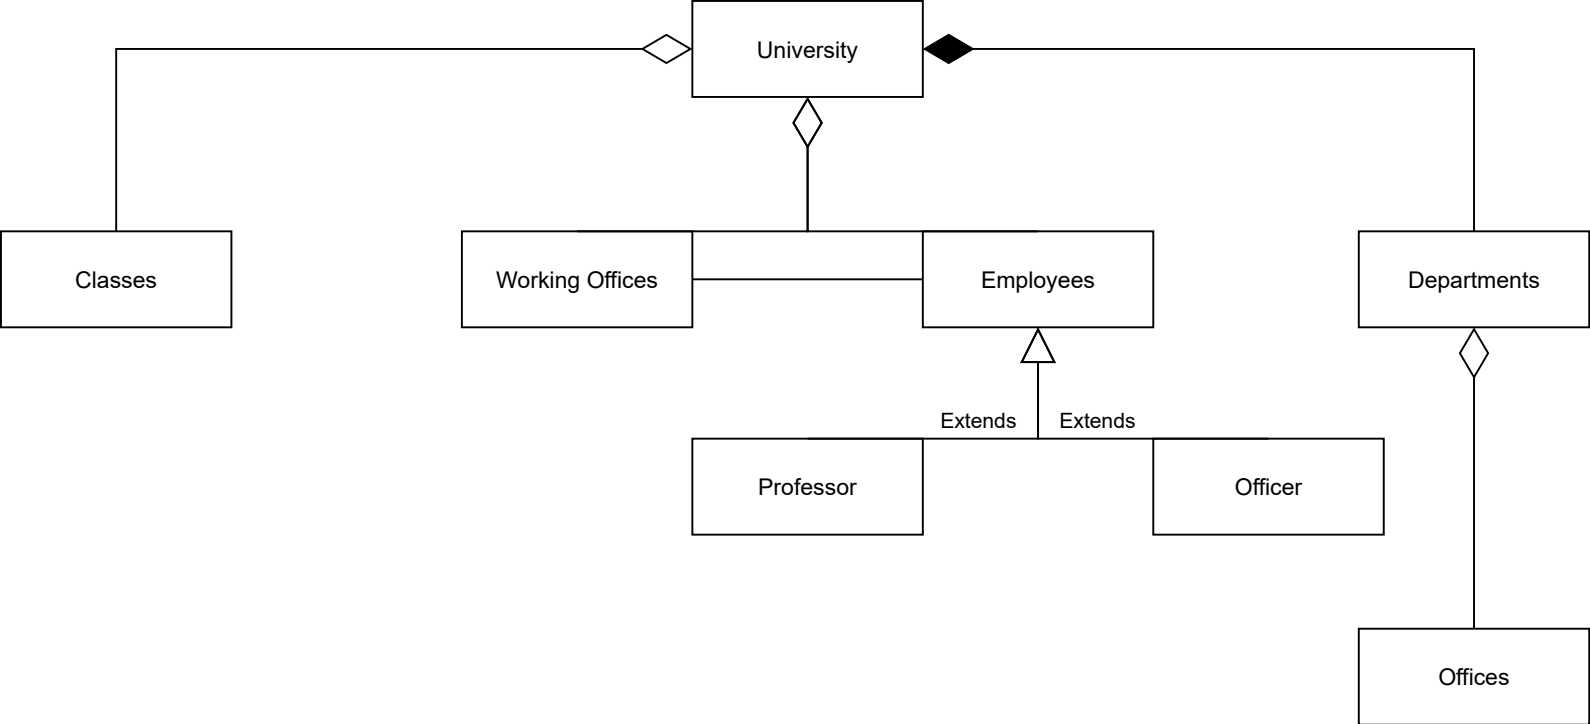 University
Classes
Working Offices
Employees
Departments
Extends
Extends
Professor
Officer
Offices